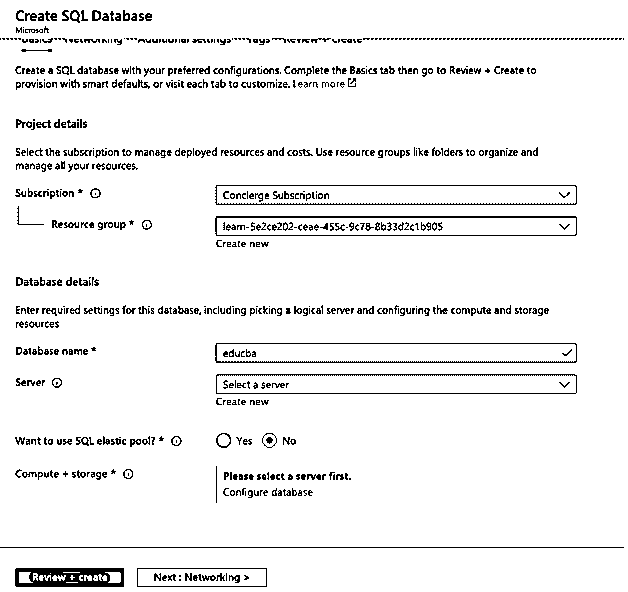 Create SQL Database
Microsoft
Basics Networking Additional settings Tags Review + create
Create a SQL database with your preferred configurations. Complete the Basics tab then go to Review + Create to
provision with smart defaults, or visit each tab to customize. Learn more
Project details
Select the subscription to manage deployed resources and costs. Use resource groups like folders to organize and
manage all your resources.
Subscription * Concierge Subscription
Resource group * learn-5e2ce202-ceae-455c-9c78-8b33d2c1b905
Create new
Database details
Enter required settings for this database, including picking a logical server and configuring the compute and storage
resources
Database name * educba
Server Select a server
Create new
Want to use SQL elastic pool? * Yes No
Compute + storage * Please select a server first.
Configure database
Review + create Next : Networking >